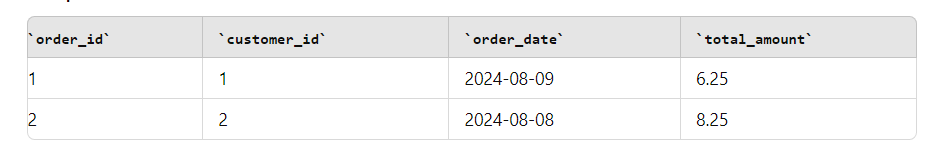 `order_id` `customer_id` `order_date` `total_amount`
1 1 2024-08-09 6.25
2 2 2024-08-08 8.25